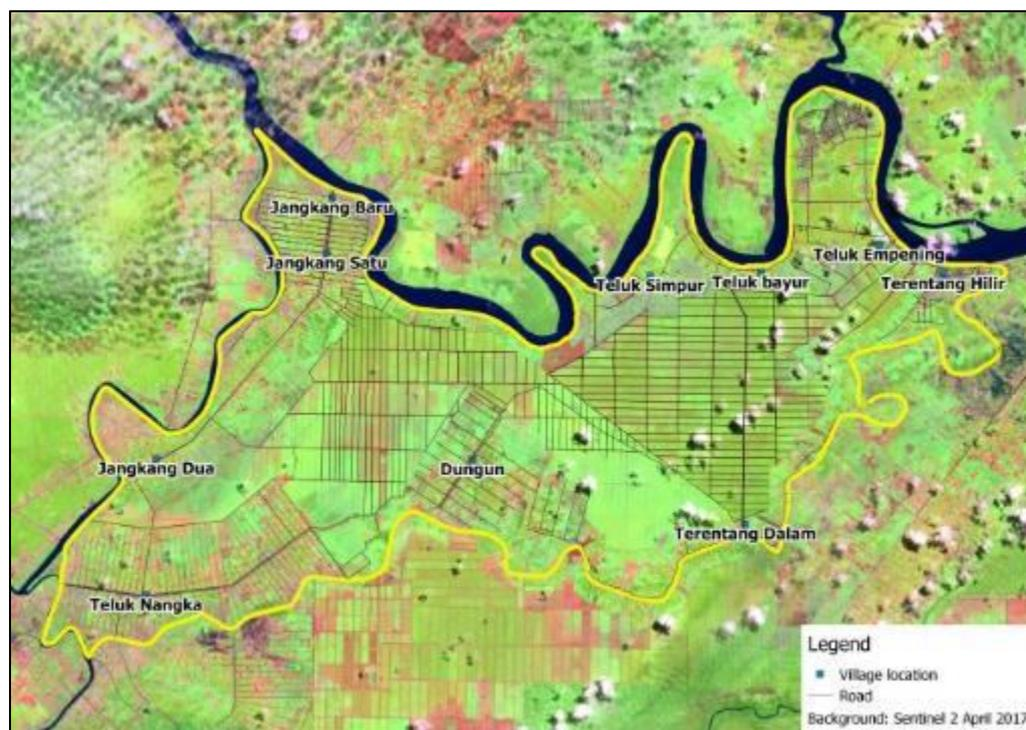 Jangkang Baru
Jangkang Satu
Teluk Empening
Teluk Simpur
Teluk bayur
Terentang Hilir
Jangkang Dua
Dungun
Terentang Dalam
Teluk Nangka
Legend
Village location
Road
Background: Sentinel 2 April 2017